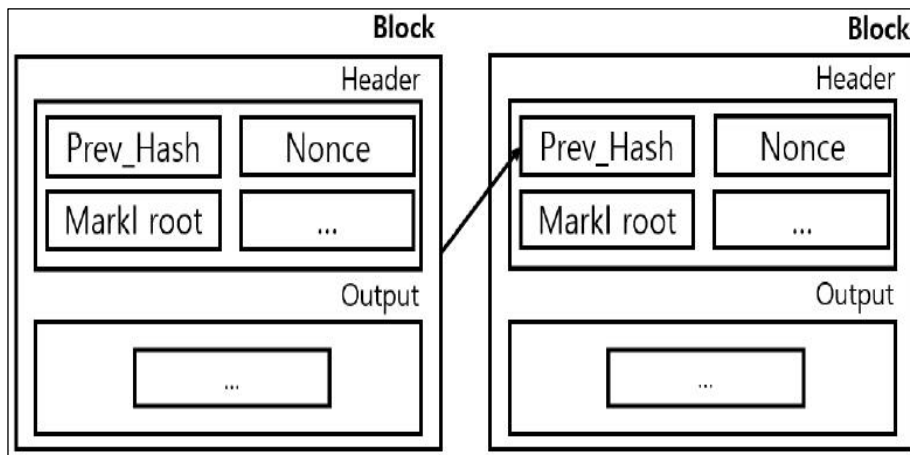 Block
Header
Prev_Hash
Nonce
Markl root
...
Output
...
Block
Header
Prev_Hash
Nonce
Markl root
...
Output
...